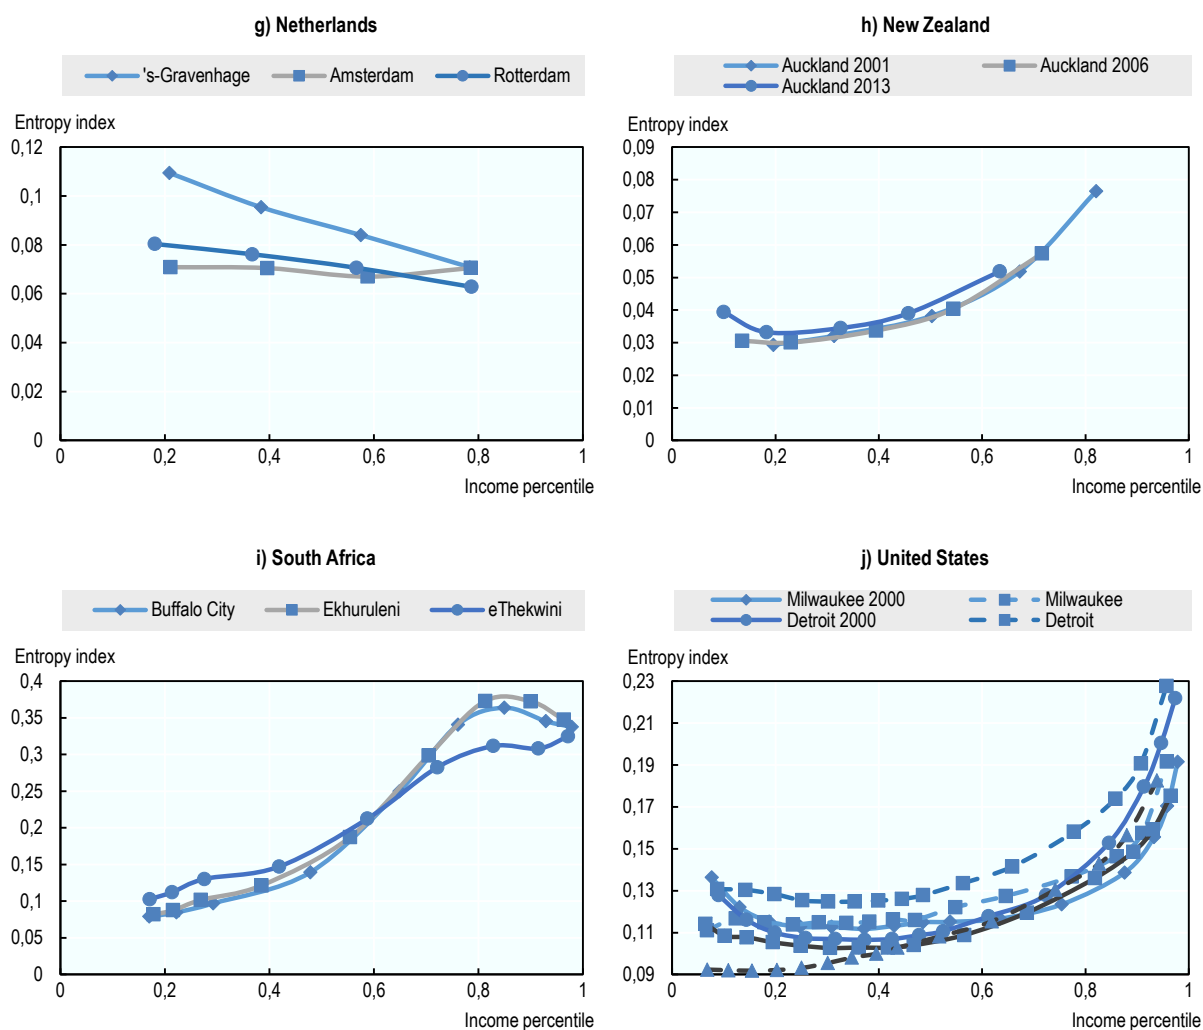 g) Netherlands
's-Gravenhage Amsterdam Rotterdam
Entropy index
0,12
0,1
0,08
0,06
0,04
0,02
0
0 0,2 0,4 0,6 0,8 1
Income percentile
h) New Zealand
Auckland 2001 Auckland 2006
Auckland 2013
Entropy index
0,09
0,08
0,07
0,06
0,05
0,04
0,03
0,02
0,01
0
0 0,2 0,4 0,6 0,8 1
Income percentile
i) South Africa
Buffalo City Ekhuruleni eThekwini
Entropy index
0,4
0,35
0,3
0,25
0,2
0,15
0,1
0,05
0
0 0,2 0,4 0,6 0,8 1
Income percentile
j) United States
Milwaukee 2000 Milwaukee
Detroit 2000 Detroit
Entropy index
0,23
0,21
0,19
0,17
0,15
0,13
0,11
0,09
0 0,2 0,4 0,6 0,8 1
Income percentile